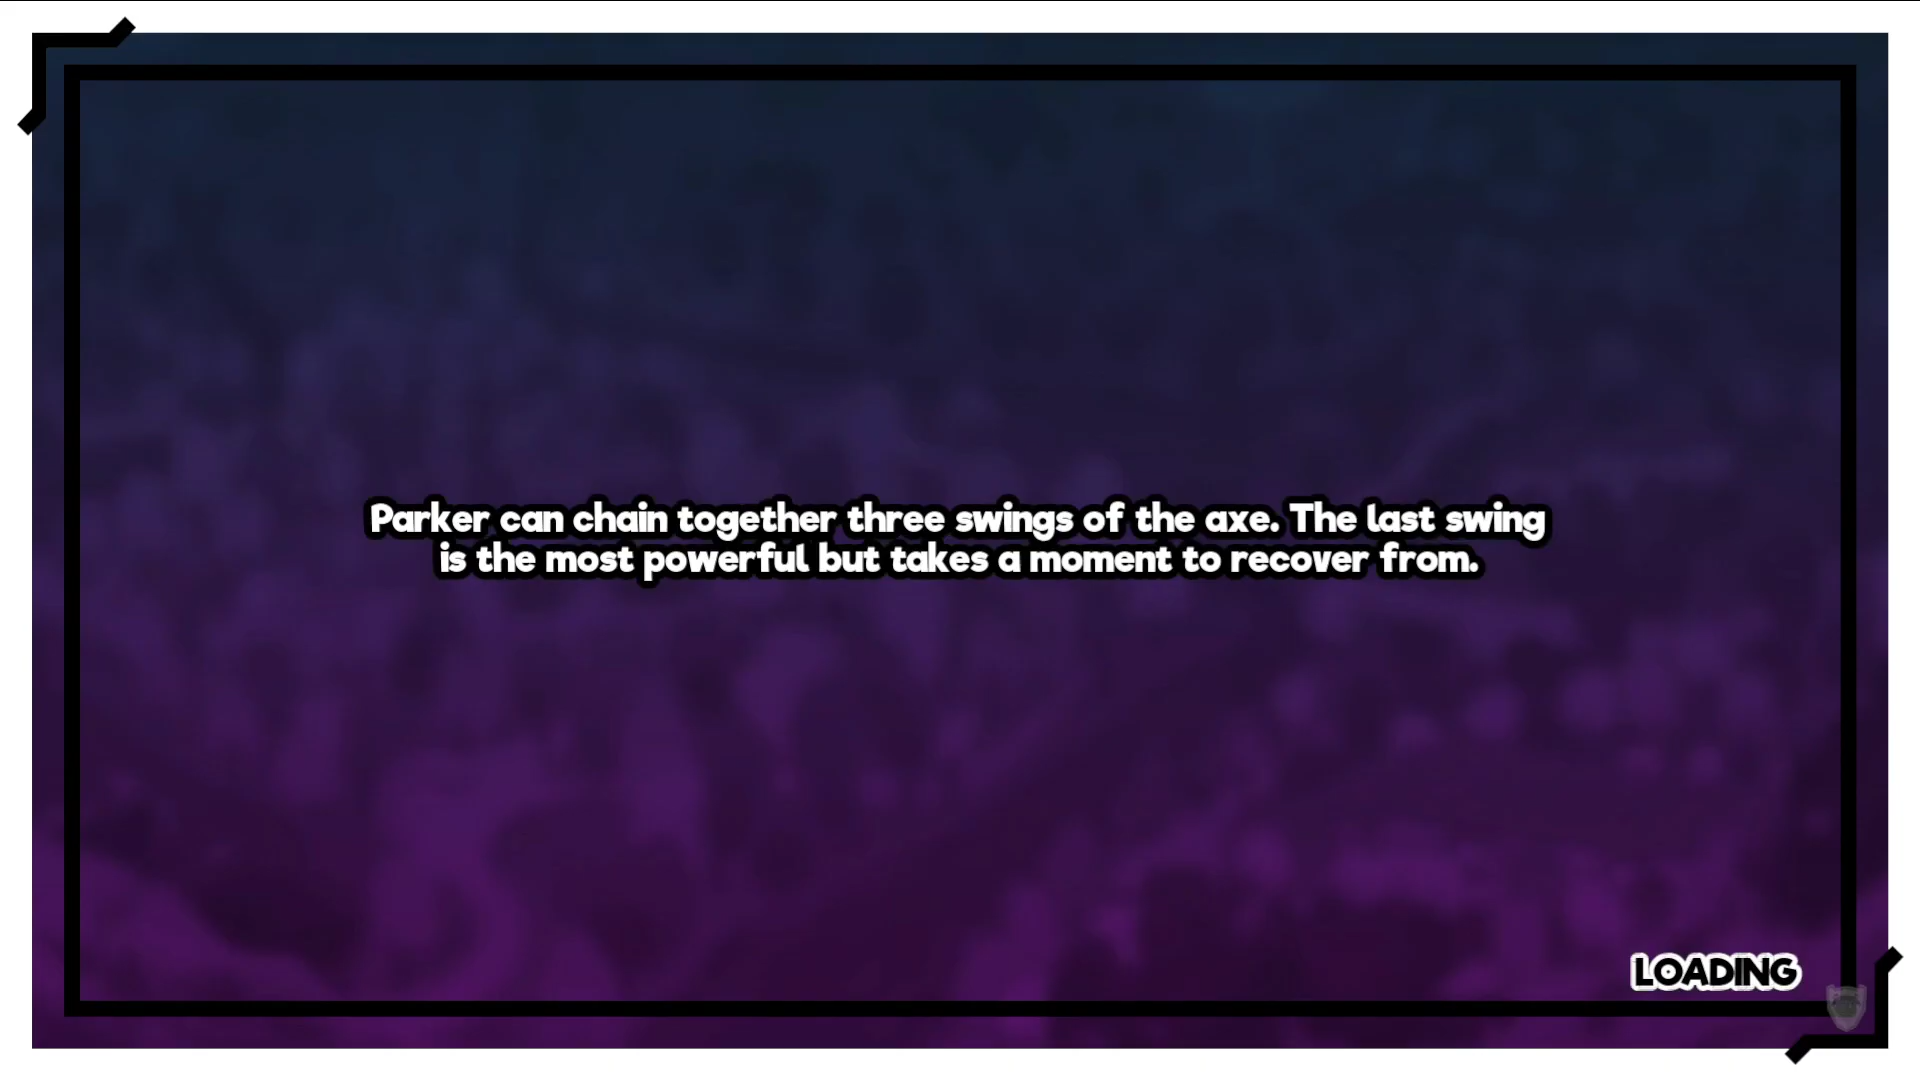 Parker can chain together three swings of the axe. The last swing
is the most powerful but takes a moment to recover from.
LOADING